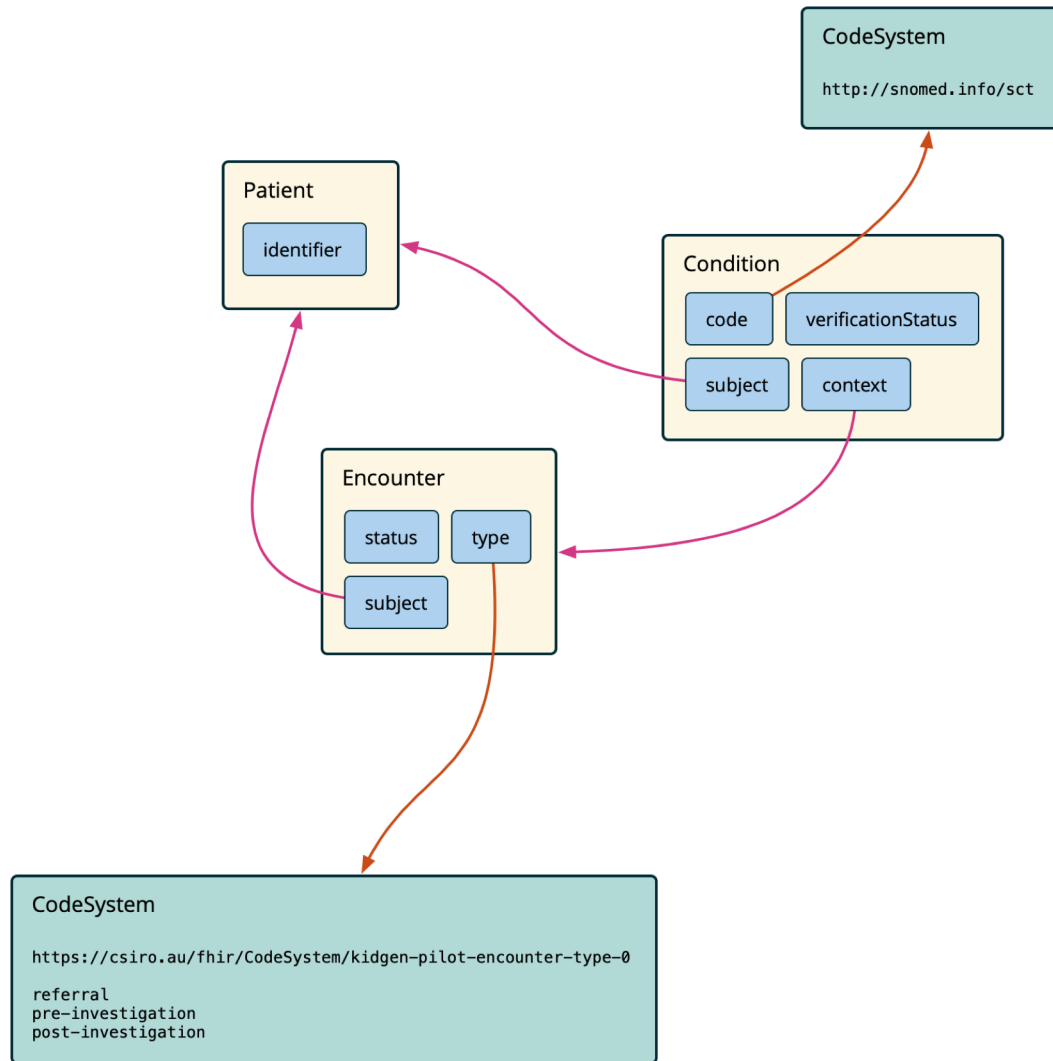 CodeSystem
http://snomed.info/sct
Patient
identifier
Condition
code verificationStatus
subject context
Encounter
status type
subject
CodeSystem
https://csiro.au/fhir/CodeSystem/kidgen-pilot-encounter-type-0
referral
pre-investigation
post-investigation